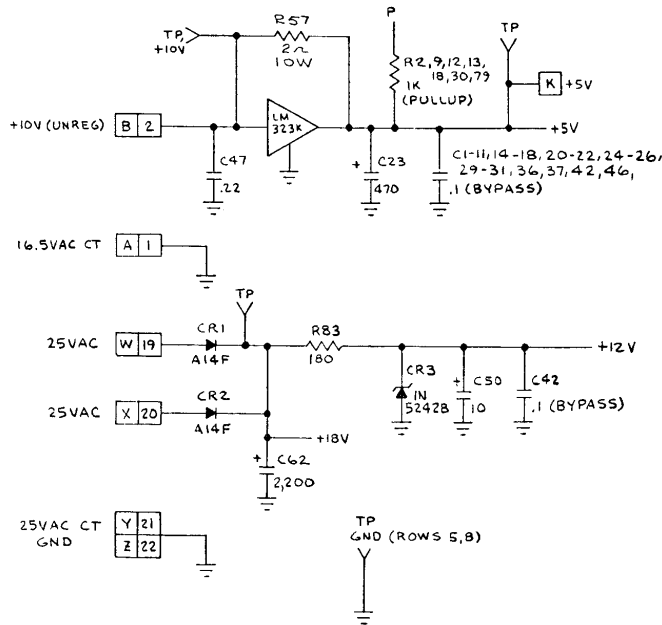 R57
P
TP
TP,
+10V
2Ω
10W
R2,9,12,13,
18,30,79
1K
(PULLUP)
K +5V
LM
323K
+10V (UNREG) B 2
+5V
C47
.22
+ C23
470
C1-11,14-18,20-22,24-26,
29-31,36,37,42,46,
.1 (BYPASS)
16.5VAC CT A 1
TP
CR1
R83
25VAC W 19
A14F
180
+12V
CR3
1N
5242B
+ C50
10
C42
.1 (BYPASS)
CR2
25VAC X 20
A14F
+18V
+ C62
2,200
25VAC CT
GND
Y 21
Z 22
TP
GND (ROWS 5,8)